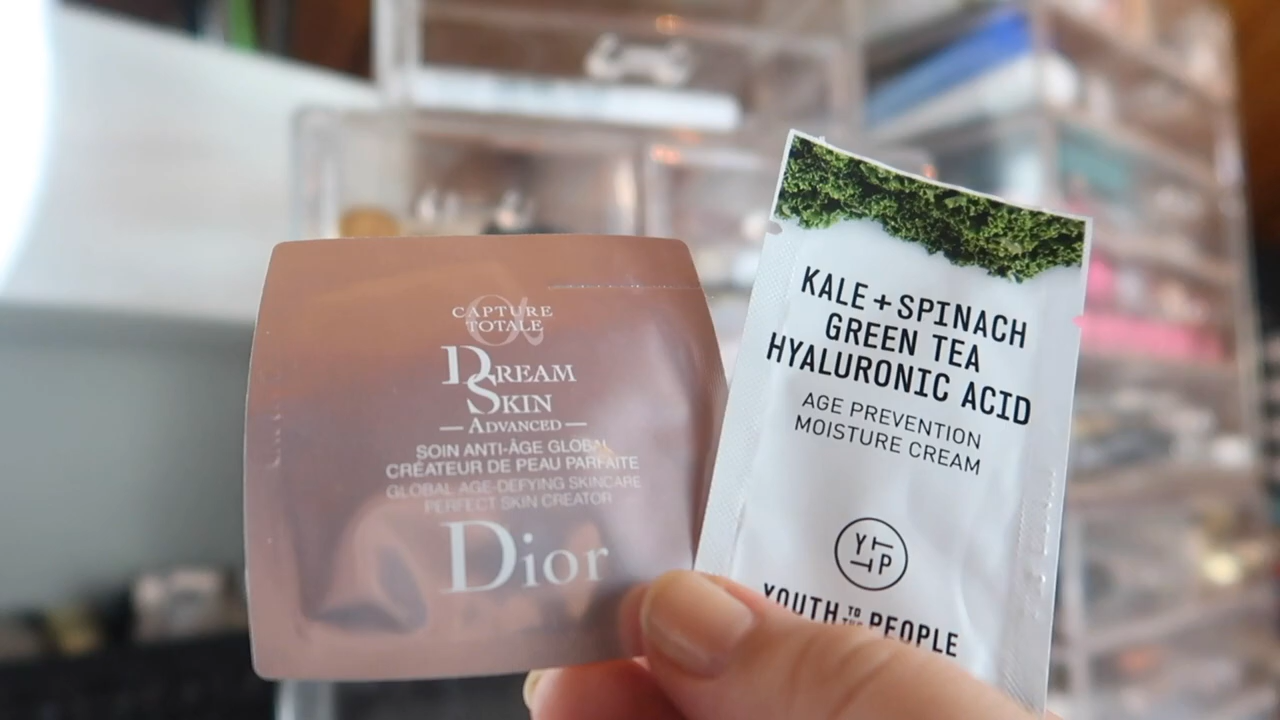 CAPTURE
TOTALE
DREAM
SKIN
— ADVANCED —
SOIN ANTI-ÂGE GLOBAL
CRÉATEUR DE PEAU PARFAITE
GLOBAL AGE-DEFYING SKINCARE
PERFECT SKIN CREATOR
Dior
KALE + SPINACH
GREEN TEA
HYALURONIC ACID
AGE PREVENTION
MOISTURE CREAM
YTTP
YOUTH TO THE PEOPLE